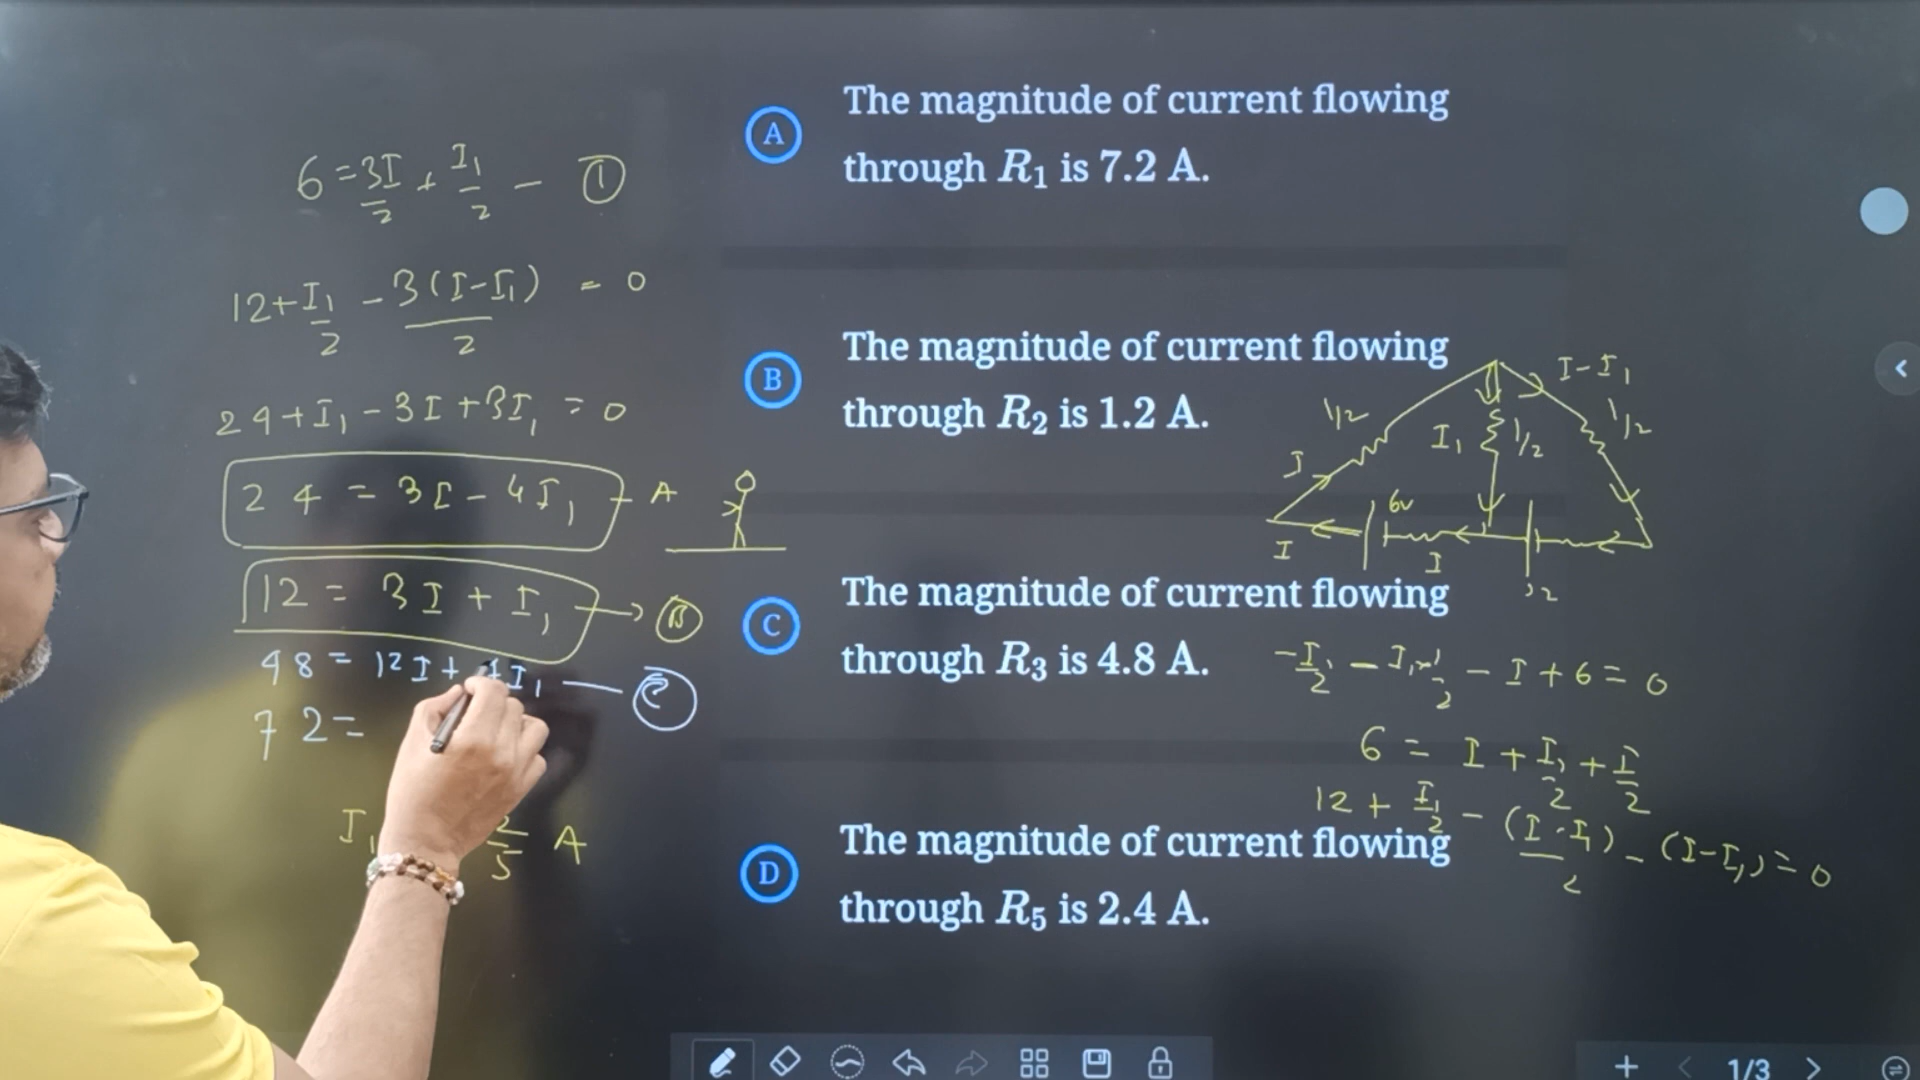 6 = 3I/2 + I₁/2 – ①
12 + I₁/2 – 3(I–I₁)/2 = 0
24 + I₁ – 3I + 3I₁ = 0
24 = 3I – 4I₁ – A
12 = 3I + I₁ → Ⓑ
48 = 12I + 4I₁ —
72 =
I₁
2/5 A
A
The magnitude of current flowing
through R₁ is 7.2 A.
B
The magnitude of current flowing
through R₂ is 1.2 A.
C
The magnitude of current flowing
through R₃ is 4.8 A.
D
The magnitude of current flowing
through R₅ is 2.4 A.
I–I₁
1/2
I₁
1/2
1/2
I
6v
I
I
– I₁ × 1/2 – I + 6 = 0
6 = I + I₁/2 + I/2
12 + I₁/2 – (I–I₁)/2 – (I–I₁) = 0
1/3